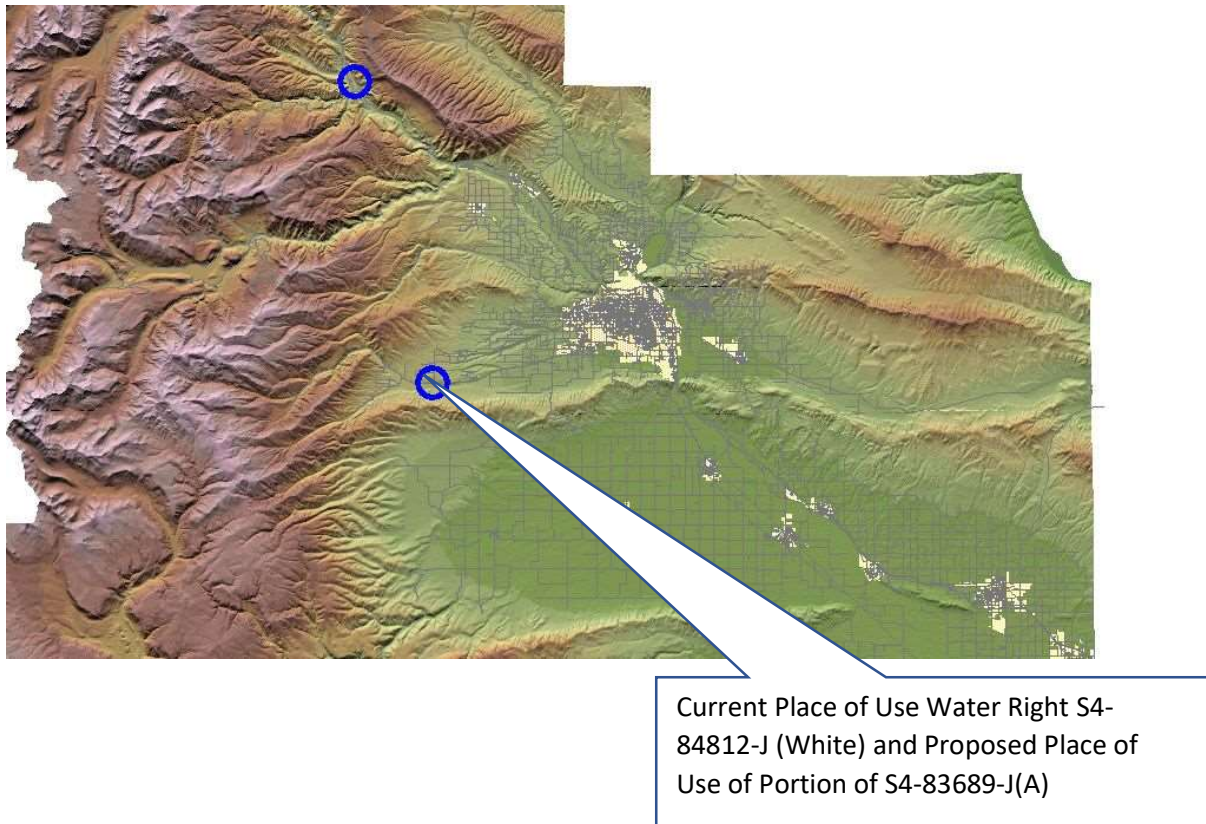 Current Place of Use Water Right S4-
84812-J (White) and Proposed Place of
Use of Portion of S4-83689-J(A)